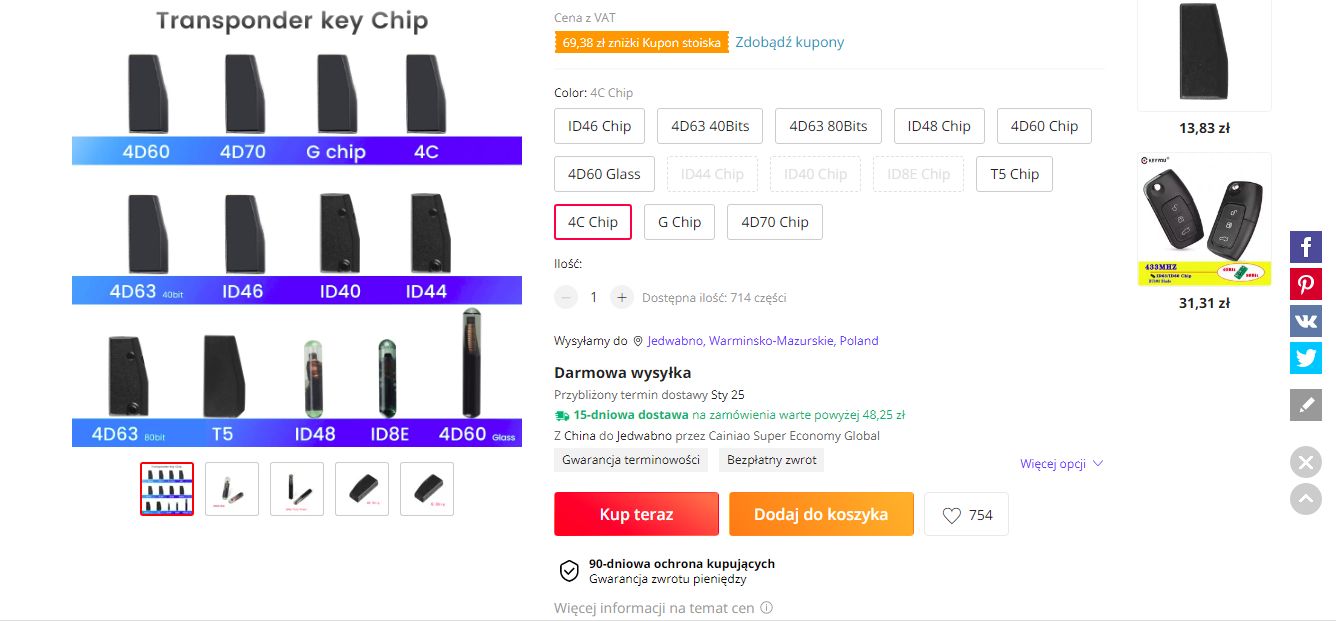 Transponder key Chip
4D60 4D70 G chip 4C
4D63 40bit ID46 ID40 ID44
4D63 80bit T5 ID48 ID8E 4D60 Glass
Cena z VAT
69,38 zł zniżki Kupon stoiska Zdobądź kupony
Color: 4C Chip
ID46 Chip 4D63 40Bits 4D63 80Bits ID48 Chip 4D60 Chip
4D60 Glass ID44 Chip ID40 Chip ID8E Chip T5 Chip
4C Chip G Chip 4D70 Chip
Ilość:
− 1 + Dostępna ilość: 714 części
Wysyłamy do Jedwabno, Warminsko-Mazurskie, Poland
Darmowa wysyłka
Przybliżony termin dostawy Sty 25
15-dniowa dostawa na zamówienia warte powyżej 48,25 zł
Z China do Jedwabno przez Cainiao Super Economy Global
Gwarancja terminowości Bezpłatny zwrot
Więcej opcji
Kup teraz Dodaj do koszyka 754
90-dniowa ochrona kupujących
Gwarancja zwrotu pieniędzy
Więcej informacji na temat cen
13,83 zł
KEYYOU
433MHZ
31,31 zł